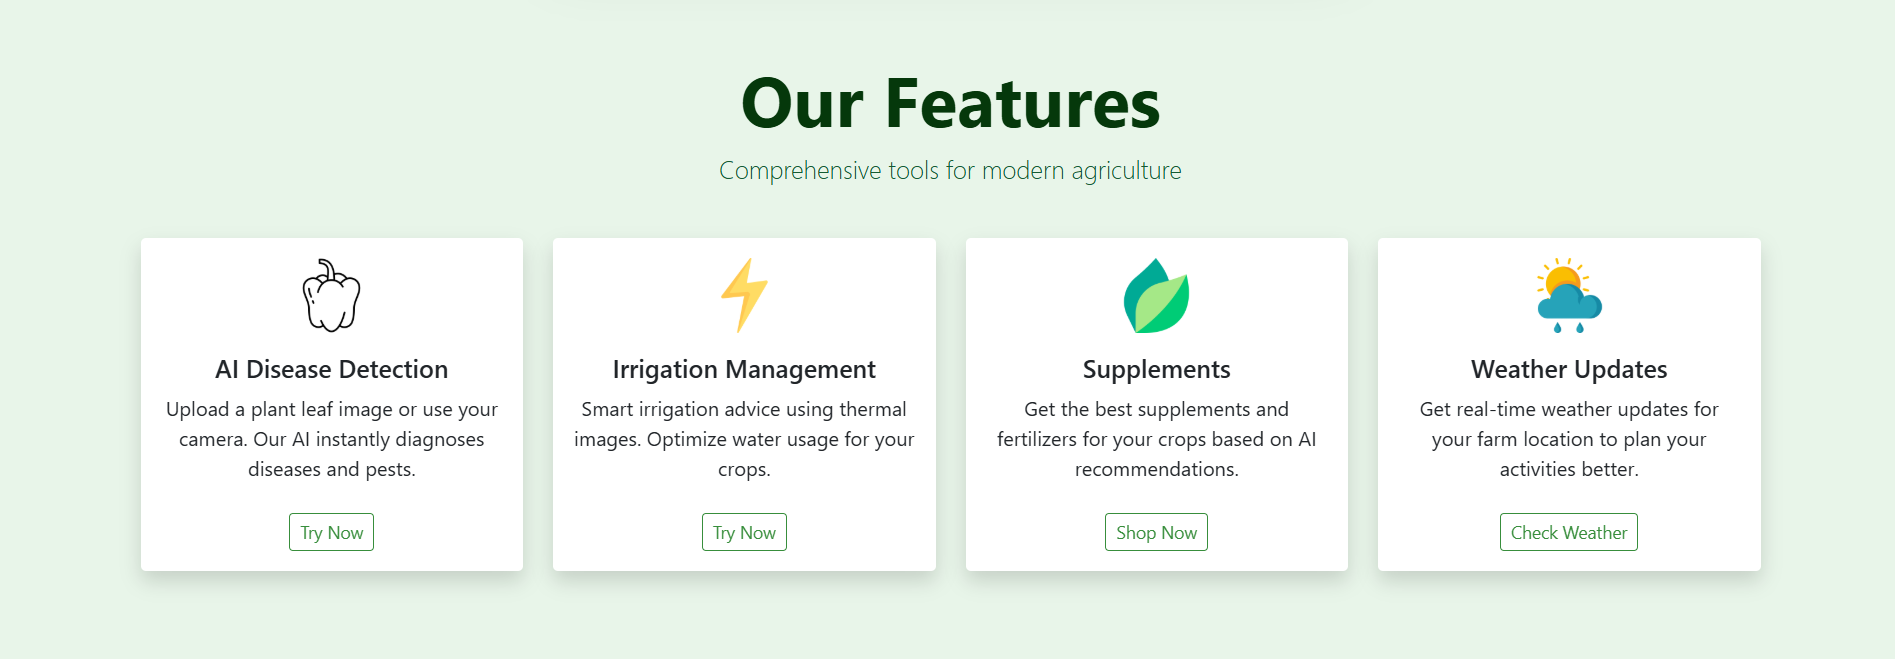 Our Features
Comprehensive tools for modern agriculture
AI Disease Detection
Upload a plant leaf image or use your
camera. Our AI instantly diagnoses
diseases and pests.
Try Now
Irrigation Management
Smart irrigation advice using thermal
images. Optimize water usage for your
crops.
Try Now
Supplements
Get the best supplements and
fertilizers for your crops based on AI
recommendations.
Shop Now
Weather Updates
Get real-time weather updates for
your farm location to plan your
activities better.
Check Weather